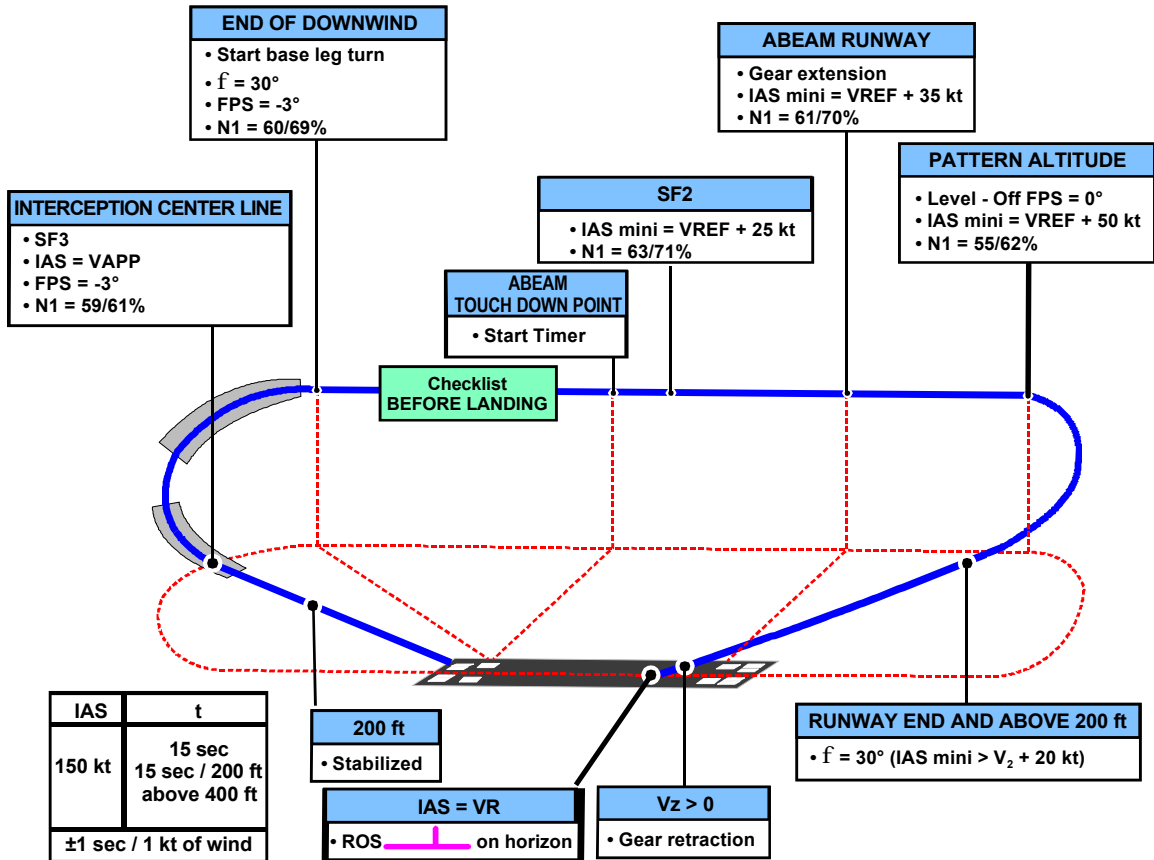 END OF DOWNWIND
• Start base leg turn
• f = 30°
• FPS = -3°
• N1 = 60/69%
ABEAM RUNWAY
• Gear extension
• IAS mini = VREF + 35 kt
• N1 = 61/70%
PATTERN ALTITUDE
• Level - Off FPS = 0°
• IAS mini = VREF + 50 kt
• N1 = 55/62%
SF2
• IAS mini = VREF + 25 kt
• N1 = 63/71%
INTERCEPTION CENTER LINE
• SF3
• IAS = VAPP
• FPS = -3°
• N1 = 59/61%
ABEAM
TOUCH DOWN POINT
• Start Timer
Checklist
BEFORE LANDING
IAS t
150 kt
15 sec
15 sec / 200 ft
above 400 ft
±1 sec / 1 kt of wind
200 ft
• Stabilized
IAS = VR
• ROS on horizon
Vz > 0
• Gear retraction
RUNWAY END AND ABOVE 200 ft
• f = 30° (IAS mini > V₂ + 20 kt)